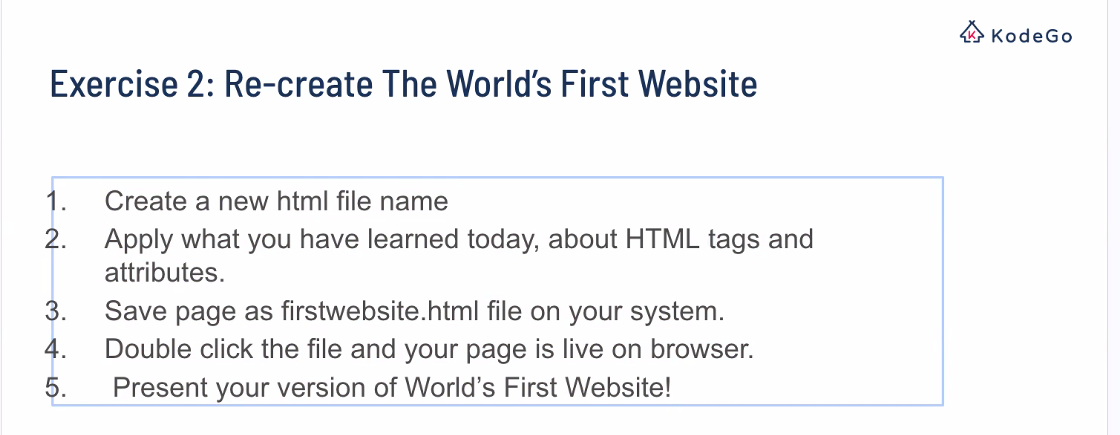 KodeGo
Exercise 2: Re-create The World’s First Website
1. Create a new html file name
2. Apply what you have learned today, about HTML tags and
attributes.
3. Save page as firstwebsite.html file on your system.
4. Double click the file and your page is live on browser.
5. Present your version of World’s First Website!